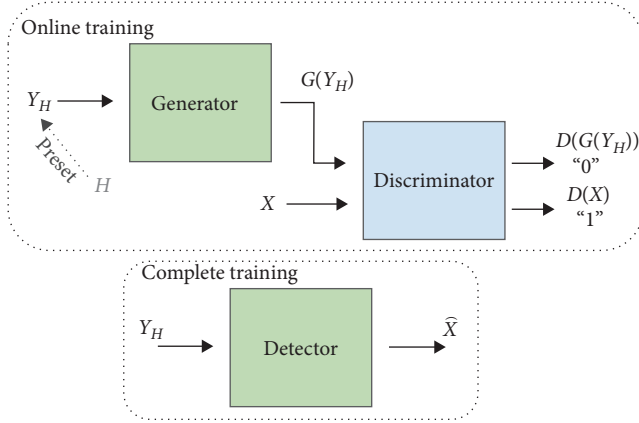 Online training
Y_H
Generator
G(Y_H)
Preset
H
X
Discriminator
D(G(Y_H))
“0”
D(X)
“1”
Complete training
Y_H
Detector
X̂